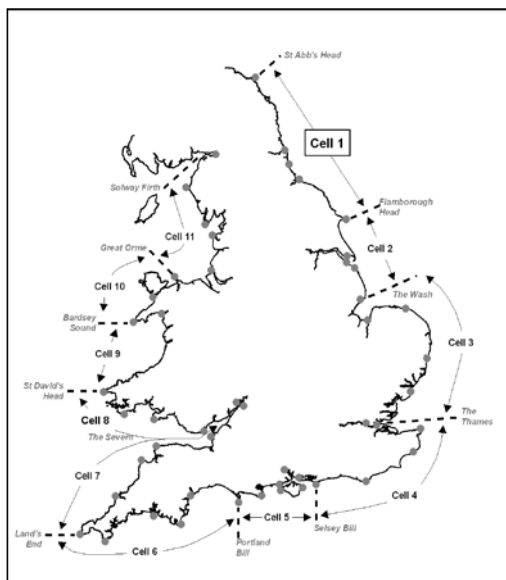 St Abb's Head
Cell 1
Solway Firth
Flamborough
Head
Cell 11
Cell 2
Great Orme
Cell 10
The Wash
Bardsey
Sound
Cell 9
Cell 3
St David's
Head
Cell 8
The Severn
The
Thames
Cell 7
Cell 4
Cell 5
Selsey Bill
Land's
End
Cell 6
Portland
Bill